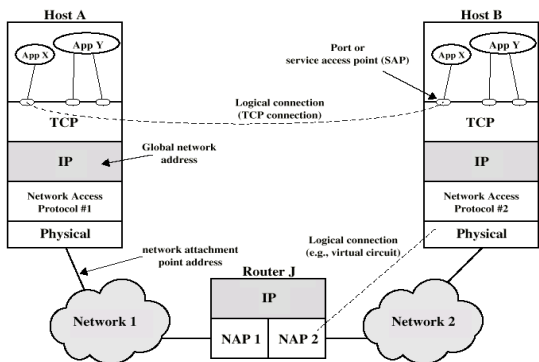 Host A
Host B
App X
App Y
Port or
service access point (SAP)
App X
App Y
Logical connection
(TCP connection)
TCP
TCP
IP
Global network
address
IP
Network Access
Protocol #1
Network Access
Protocol #2
Physical
Physical
network attachment
point address
Logical connection
(e.g., virtual circuit)
Router J
IP
Network 1
NAP 1
NAP 2
Network 2